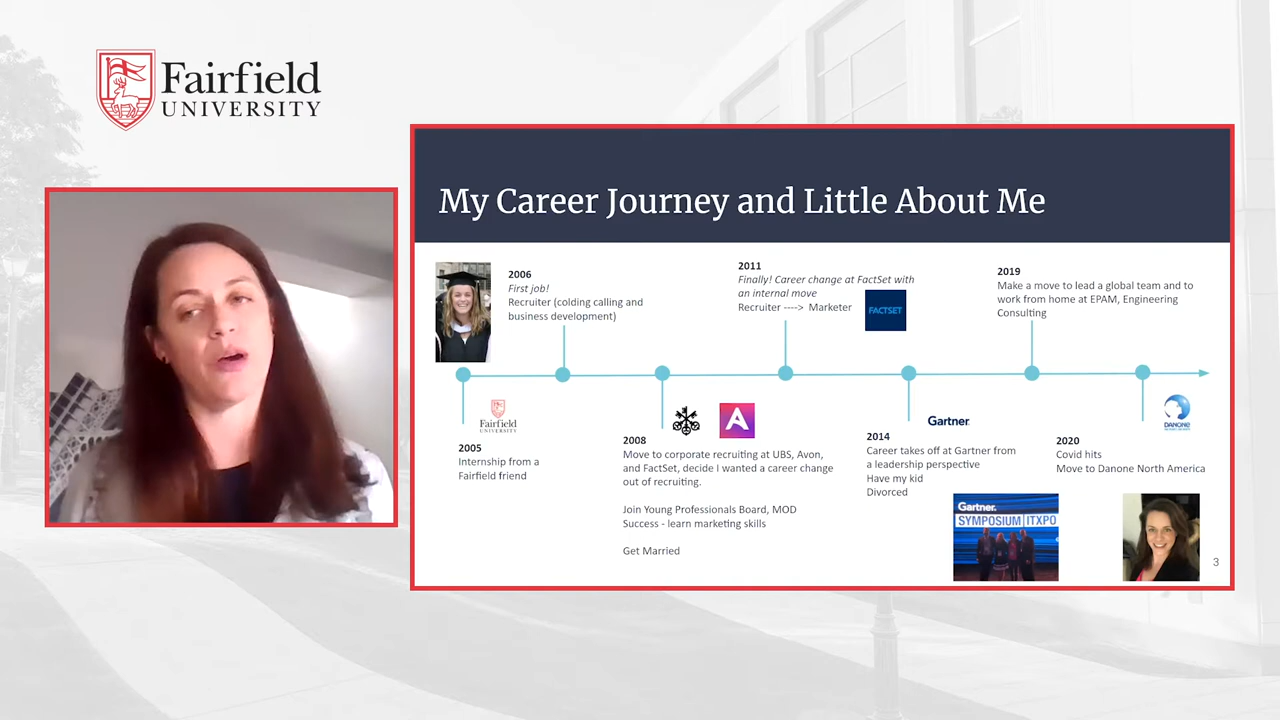 Fairfield
UNIVERSITY
My Career Journey and Little About Me
2006
First job!
Recruiter (colding calling and
business development)
2011
Finally! Career change at FactSet with
an internal move
Recruiter ----> Marketer
FACTSET
2019
Make a move to lead a global team and to
work from home at EPAM, Engineering
Consulting
Fairfield
UNIVERSITY
2005
Internship from a
Fairfield friend
A
2008
Move to corporate recruiting at UBS, Avon,
and FactSet, decide I wanted a career change
out of recruiting.
Join Young Professionals Board, MOD
Success - learn marketing skills
Get Married
Gartner
2014
Career takes off at Gartner from
a leadership perspective
Have my kid
Divorced
Gartner.
SYMPOSIUM ITXPO
DANONE
2020
Covid hits
Move to Danone North America
3